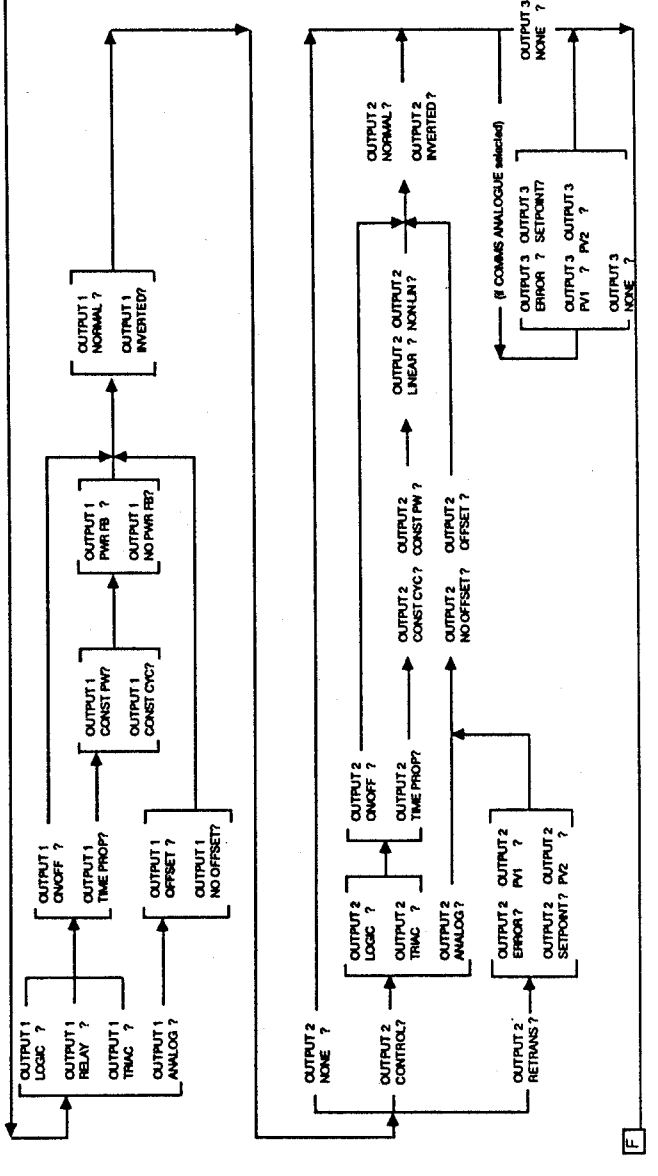 OUTPUT 1
LOGIC ?
OUTPUT 1
RELAY ?
OUTPUT 1
TRIAC ?
OUTPUT 1
ANALOG ?
OUTPUT 1
ON/OFF ?
OUTPUT 1
TIME PROP?
OUTPUT 1
OFFSET ?
OUTPUT 1
NO OFFSET?
OUTPUT 1
CONST PW?
OUTPUT 1
CONST CYC?
OUTPUT 1
PWR FB ?
OUTPUT 1
NO PWR FB?
OUTPUT 1
NORMAL ?
OUTPUT 1
INVERTED?
OUTPUT 2
NONE ?
OUTPUT 2
CONTROL?
OUTPUT 2
RETRANS ?
OUTPUT 2
LOGIC ?
OUTPUT 2
TRIAC ?
OUTPUT 2
ANALOG ?
OUTPUT 2 OUTPUT 2
ERROR ? PV1 ?
OUTPUT 2 OUTPUT 2
SETPOINT ? PV2 ?
OUTPUT 2
ON/OFF ?
OUTPUT 2
TIME PROP?
OUTPUT 2 OUTPUT 2
CONST CYC? CONST PW ?
OUTPUT 2 OUTPUT 2
NO OFFSET? OFFSET ?
OUTPUT 2 OUTPUT 2
LINEAR ? NON-LIN ?
OUTPUT 2
NORMAL ?
OUTPUT 2
INVERTED ?
(if COMMS ANALOGUE selected)
OUTPUT 3 OUTPUT 3
ERROR ? SETPOINT?
OUTPUT 3 OUTPUT 3
PV1 ? PV2 ?
OUTPUT 3
NONE ?
OUTPUT 3
NONE ?
F